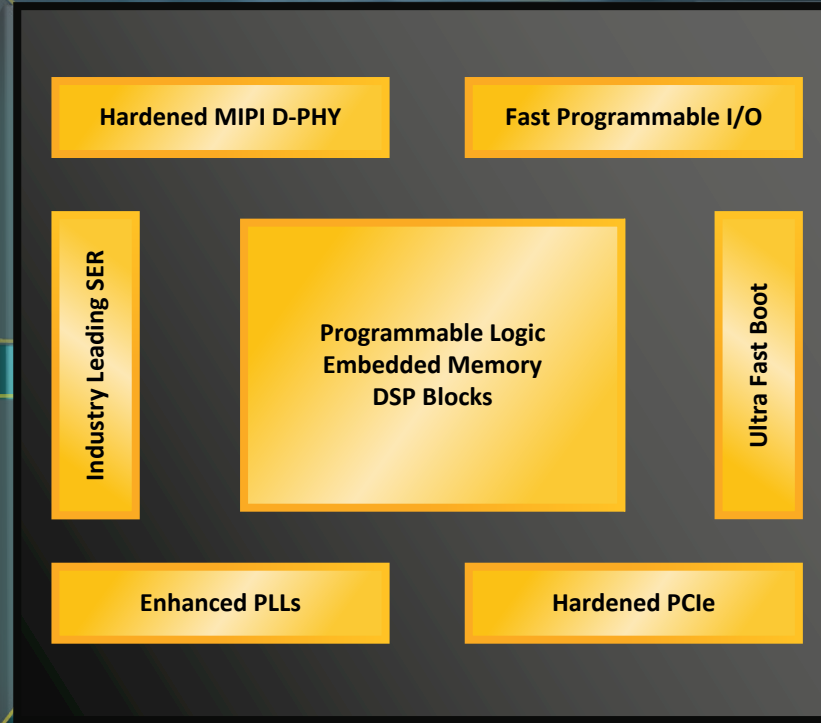 Hardened MIPI D-PHY
Fast Programmable I/O
Industry Leading SER
Programmable Logic
Embedded Memory
DSP Blocks
Ultra Fast Boot
Enhanced PLLs
Hardened PCIe